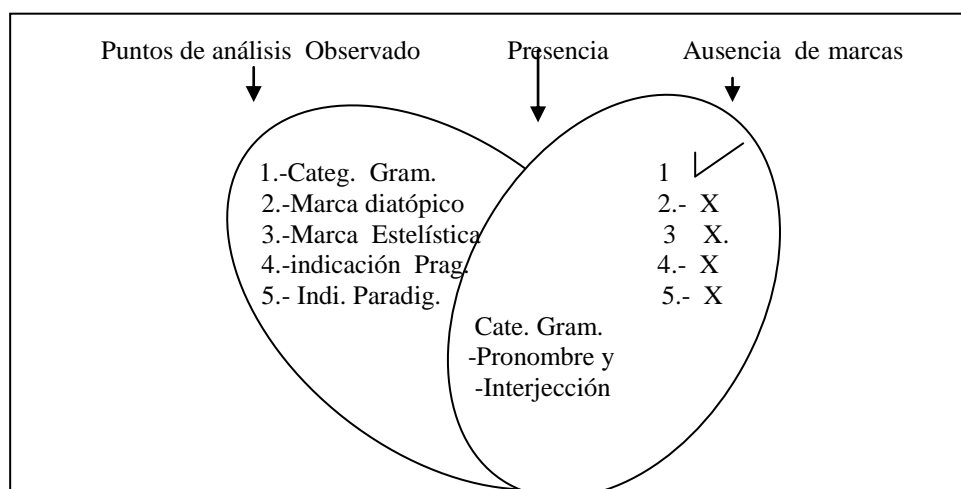 Puntos de análisis Observado Presencia Ausencia de marcas
1.-Categ. Gram. 1
2.-Marca diatópico 2.- X
3.-Marca Estelística 3 X.
4.-indicación Prag. 4.- X
5.- Indi. Paradig. 5.- X
Cate. Gram.
-Pronombre y
-Interjección